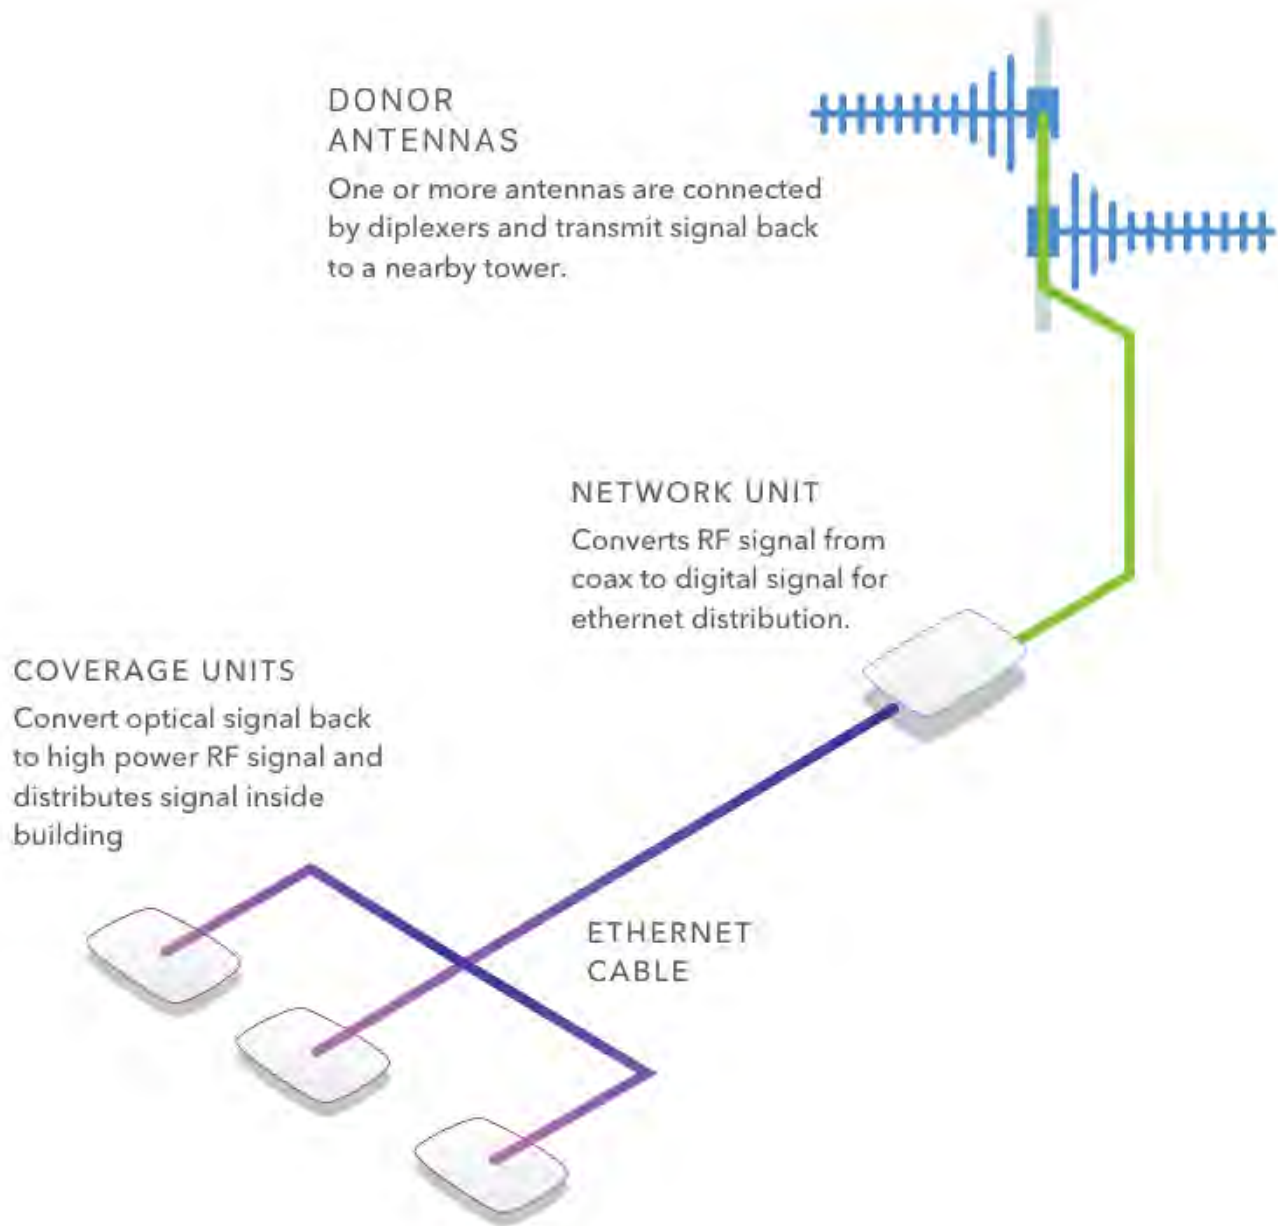 DONOR
ANTENNAS
One or more antennas are connected
by diplexers and transmit signal back
to a nearby tower.
NETWORK UNIT
Converts RF signal from
coax to digital signal for
ethernet distribution.
COVERAGE UNITS
Convert optical signal back
to high power RF signal and
distributes signal inside
building
ETHERNET
CABLE